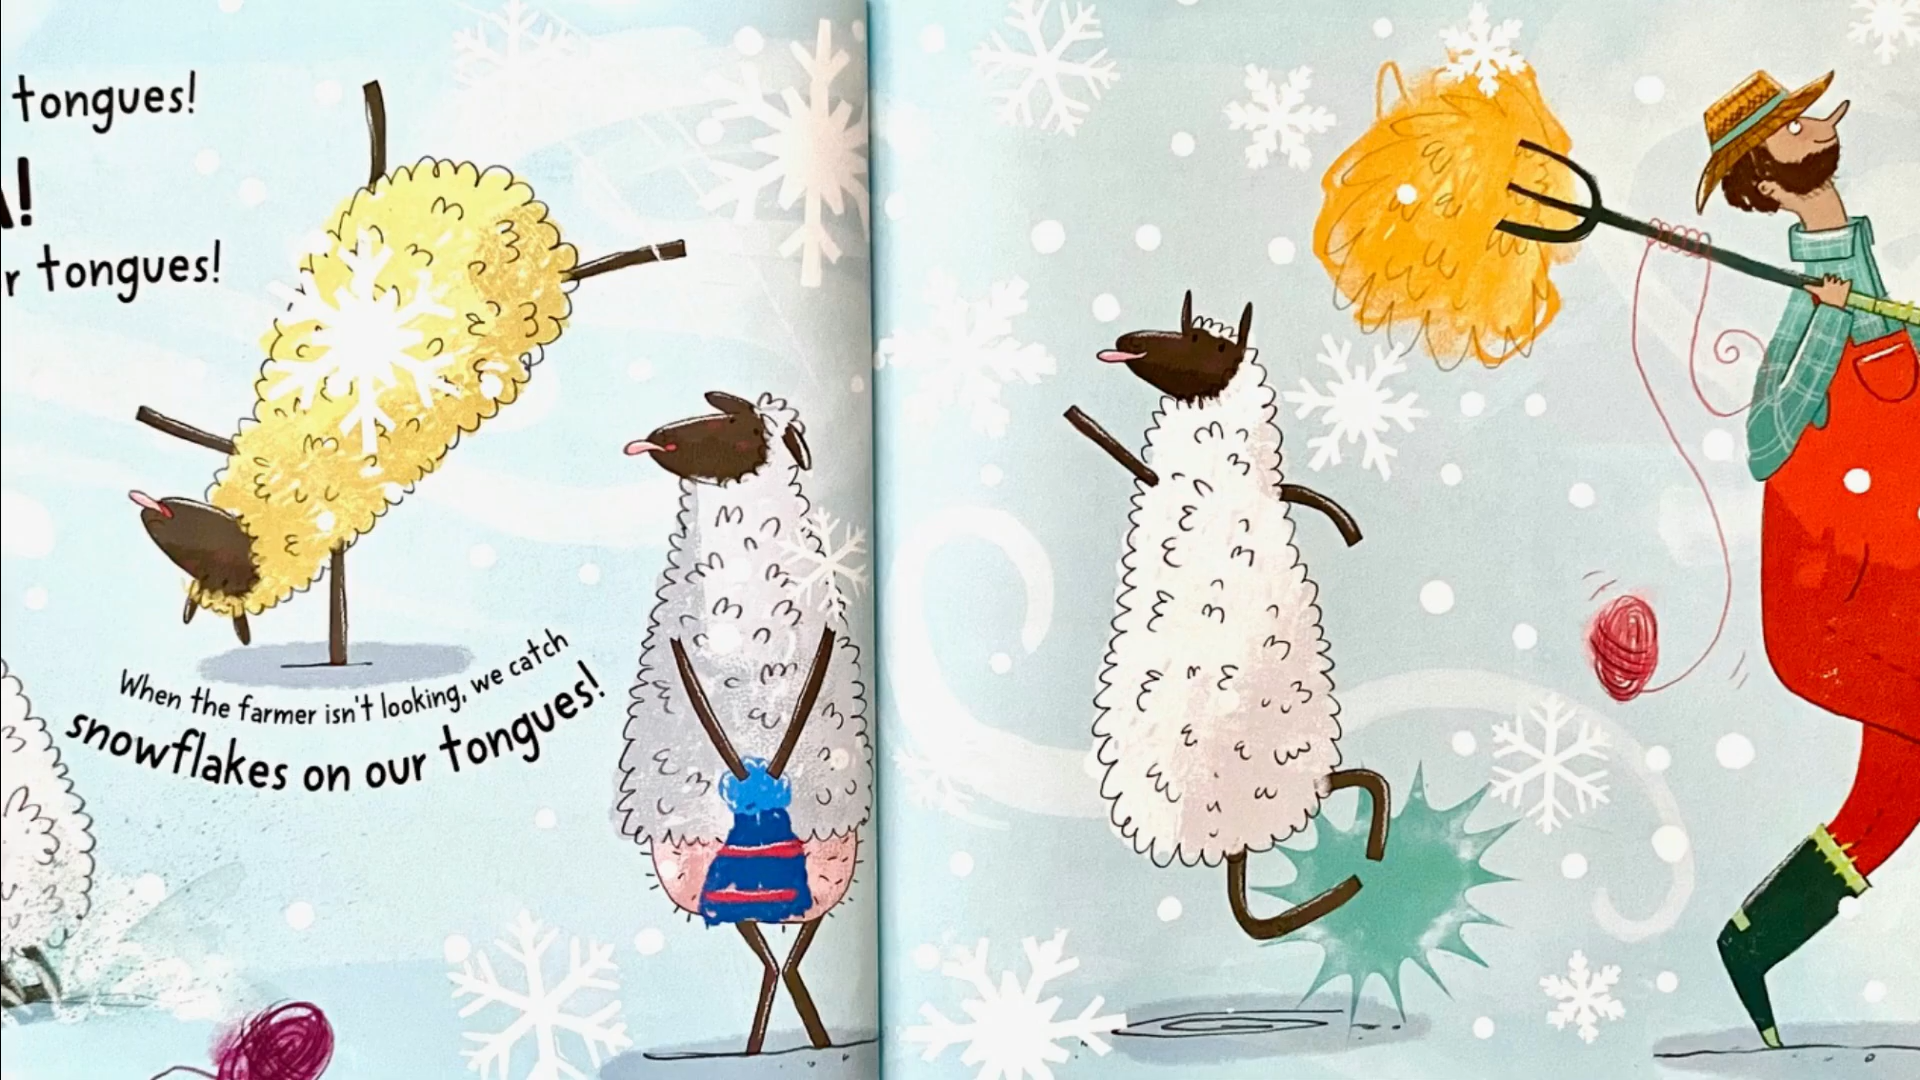 tongues!
!
r tongues!
When the farmer isn't looking, we catch
snowflakes on our tongues!